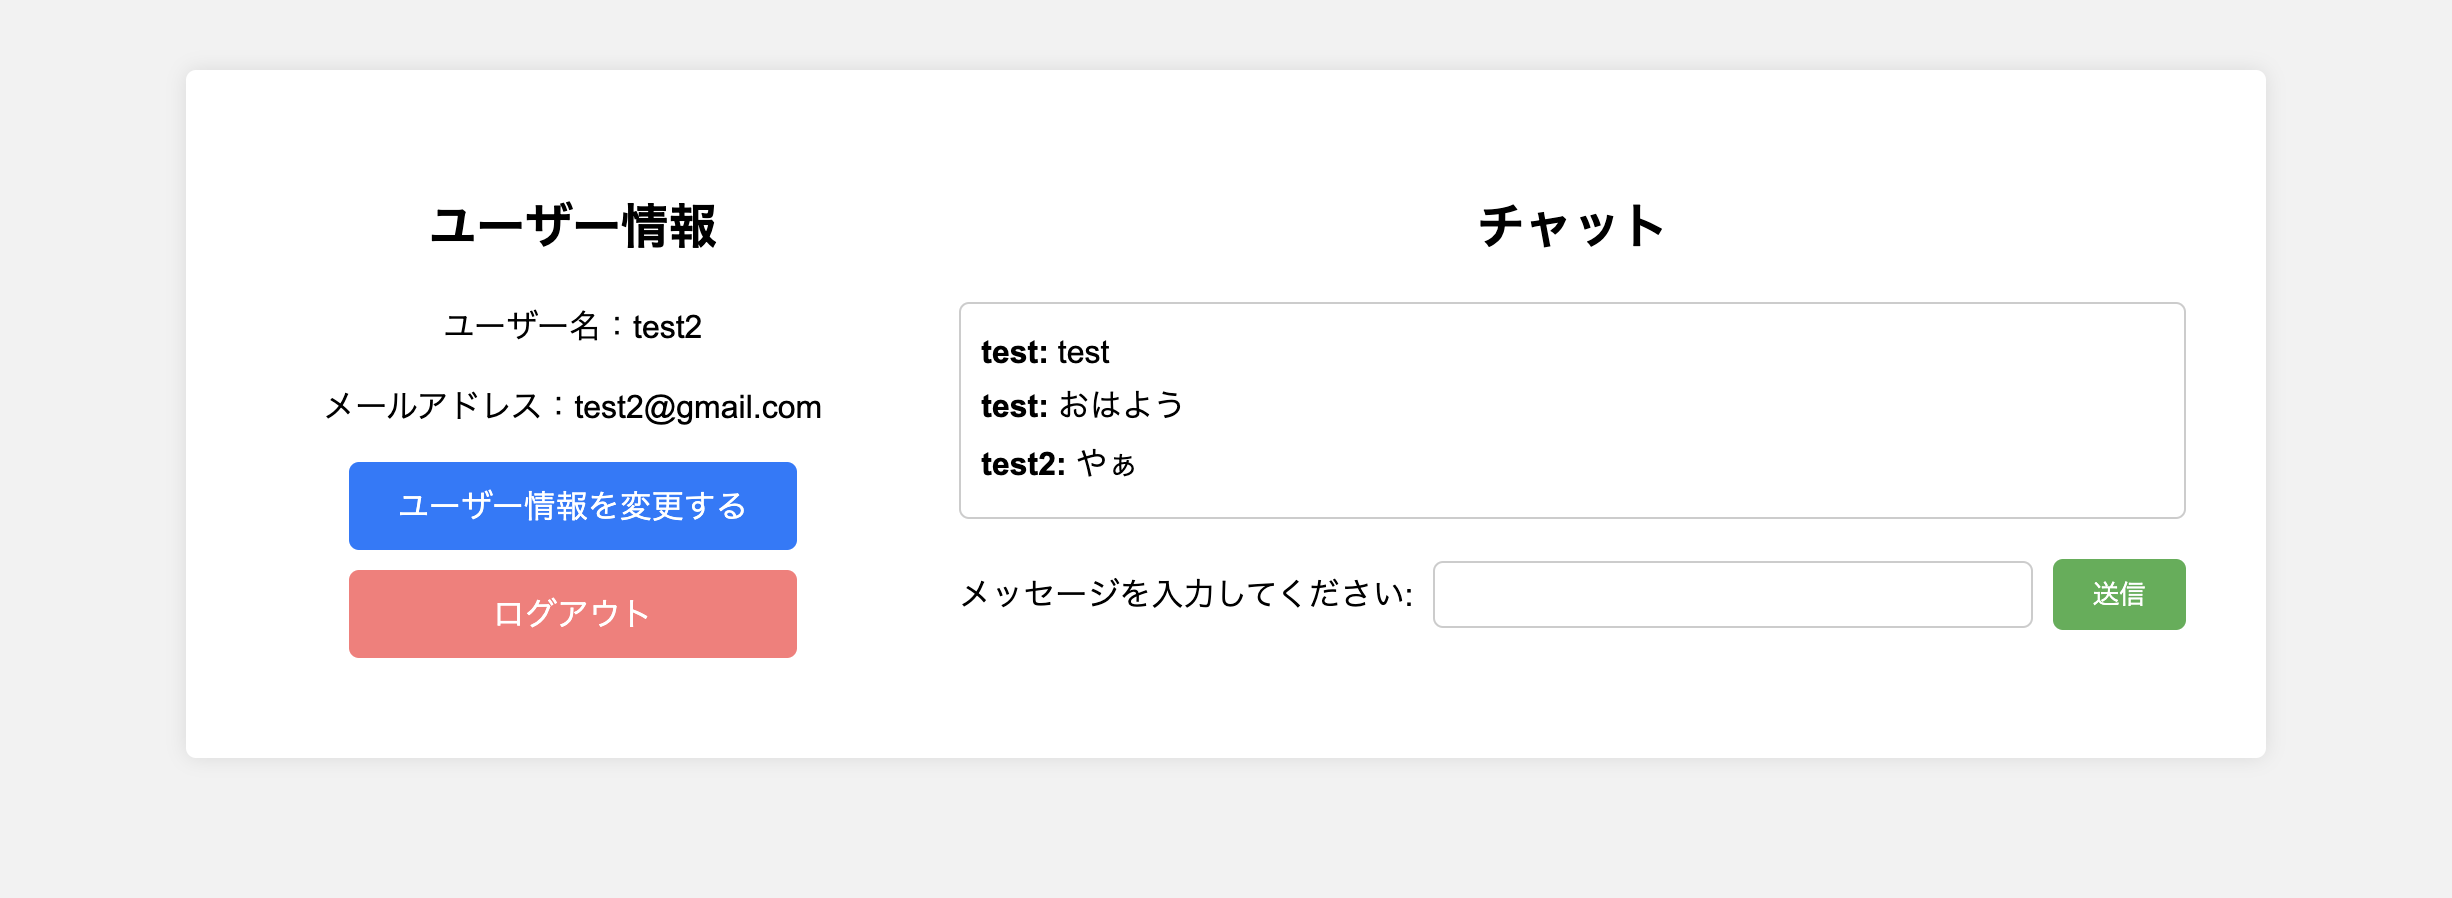 ユーザー情報
ユーザー名：test2
メールアドレス：test2@gmail.com
ユーザー情報を変更する
ログアウト
チャット
test: test
test: おはよう
test2: やぁ
メッセージを入力してください:
送信